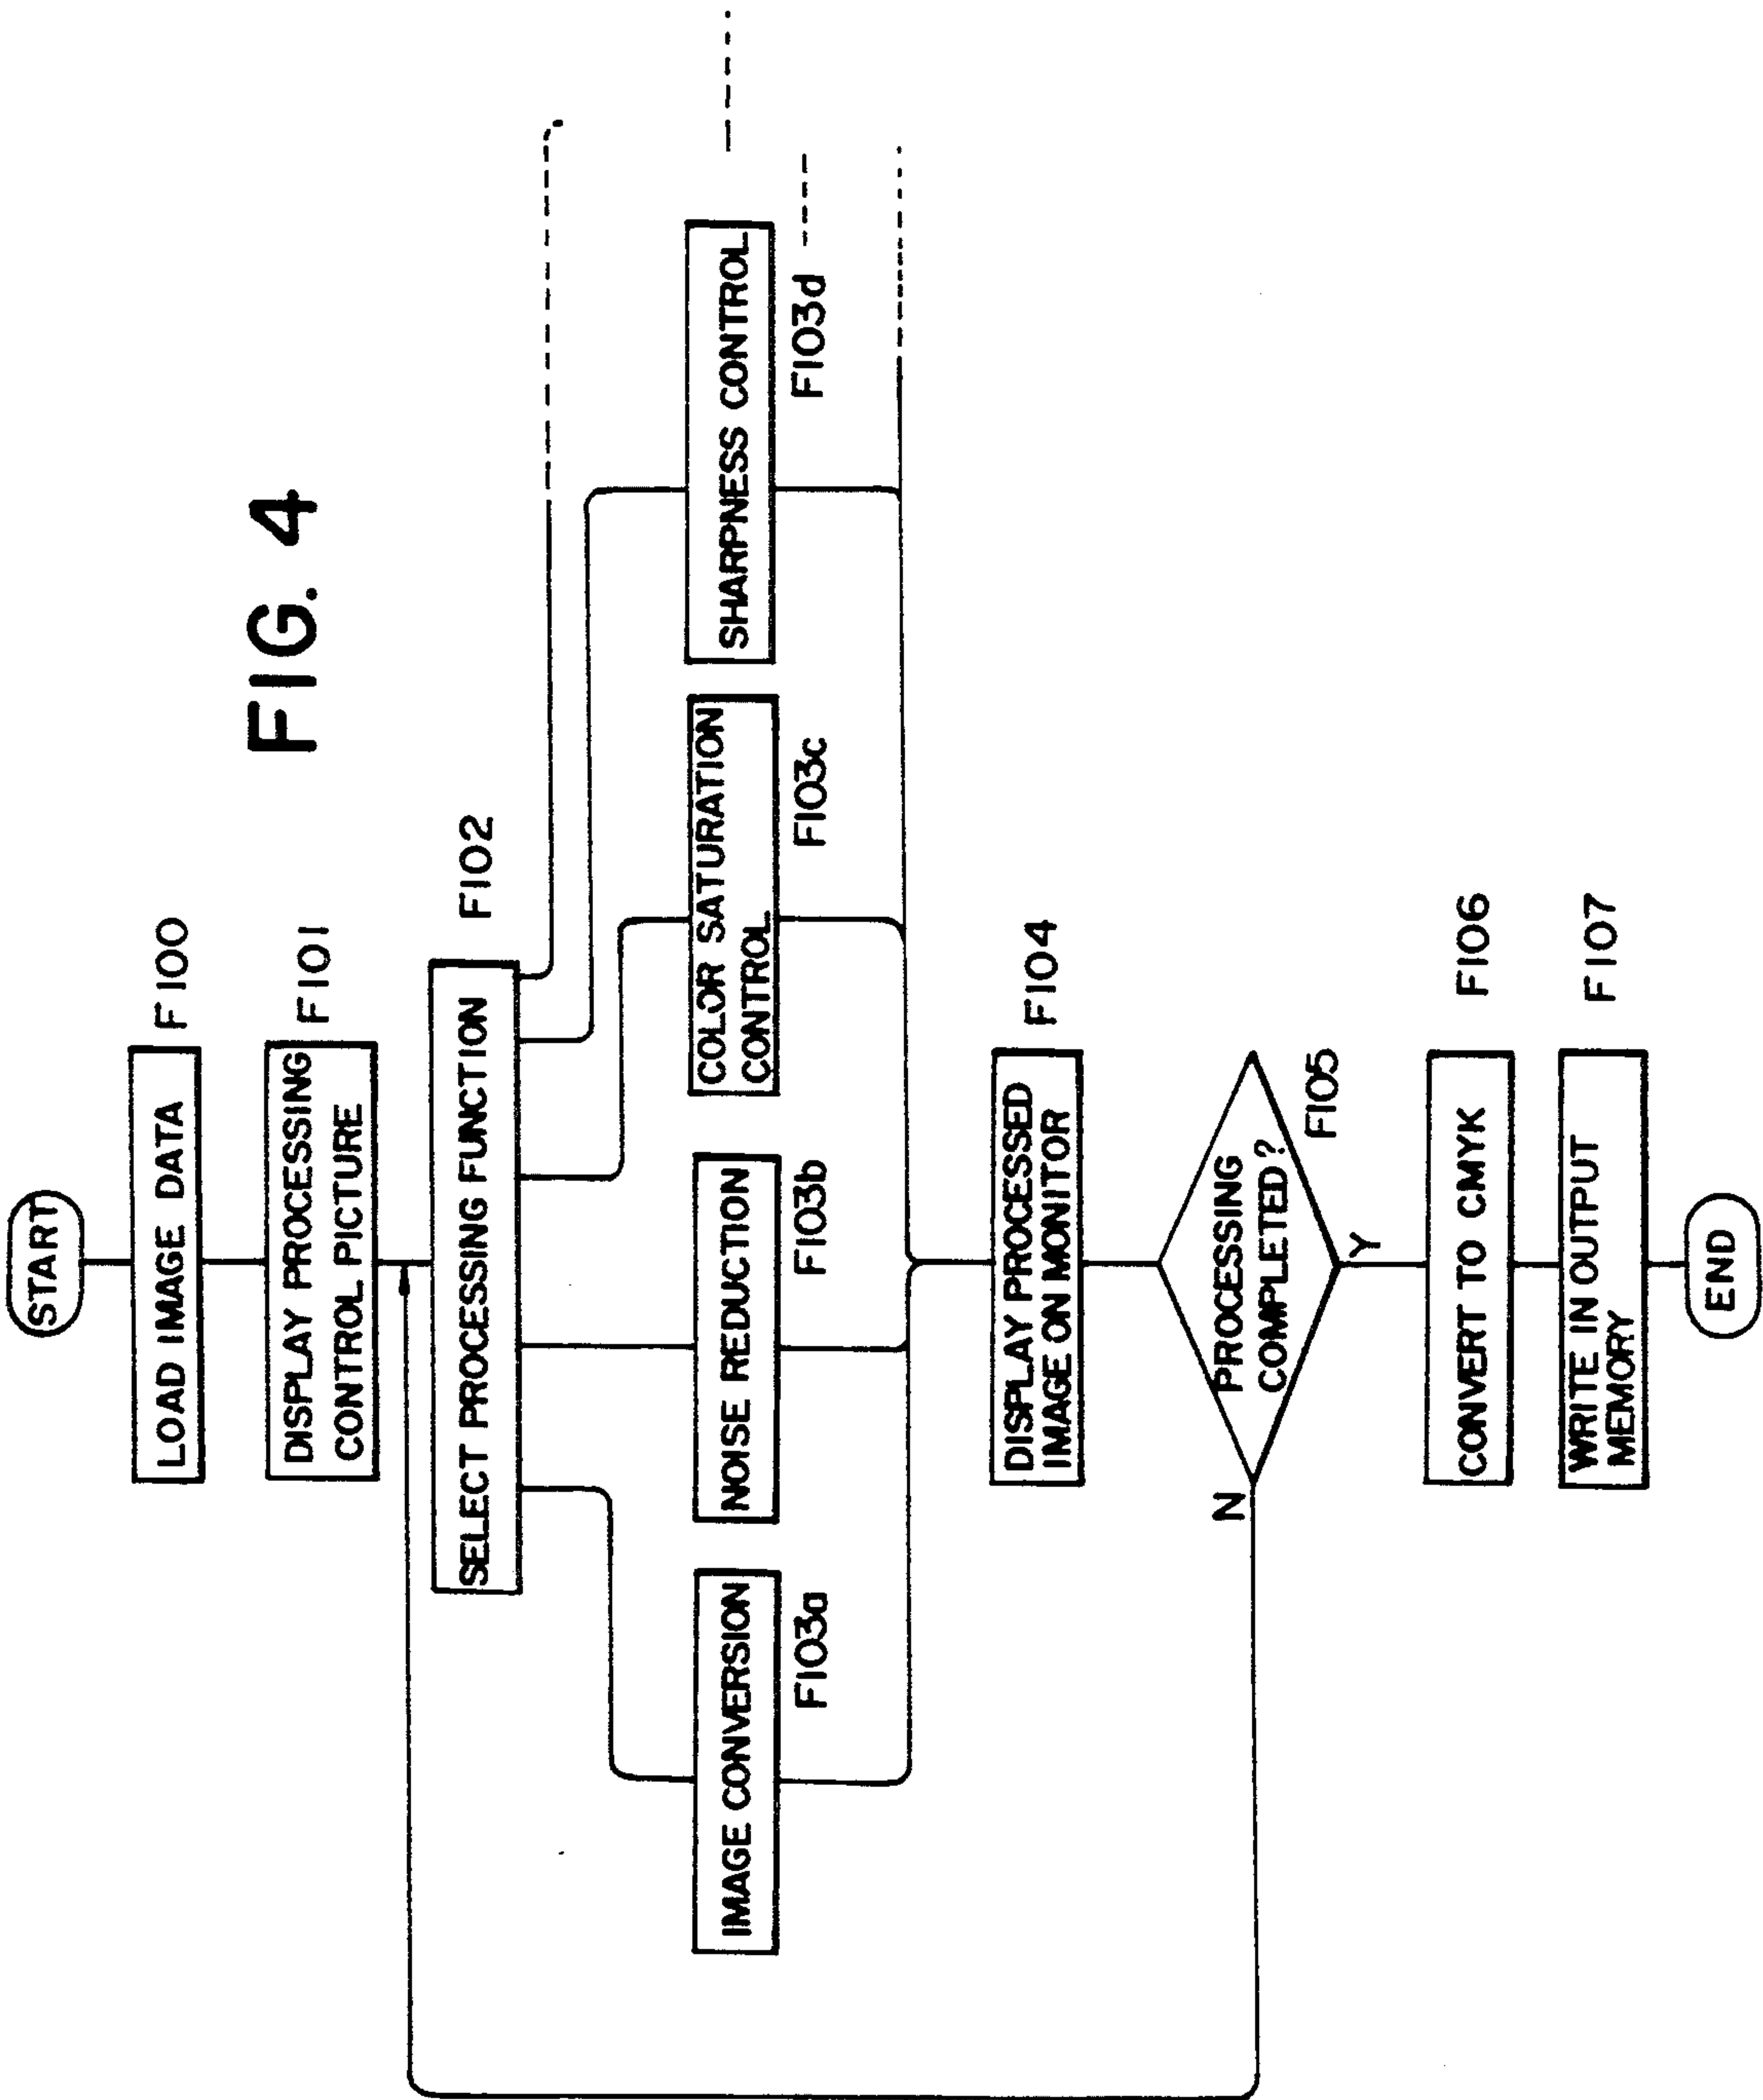 FIG. 4
START
LOAD IMAGE DATA
F100
DISPLAY PROCESSING
CONTROL PICTURE
F101
SELECT PROCESSING FUNCTION
F102
IMAGE CONVERSION
F103a
NOISE REDUCTION
F103b
COLOR SATURATION
CONTROL
F103c
SHARPNESS CONTROL
F103d
DISPLAY PROCESSED
IMAGE ON MONITOR
F104
PROCESSING
COMPLETED?
F105
N
Y
CONVERT TO CMYK
F106
WRITE IN OUTPUT
MEMORY
F107
END